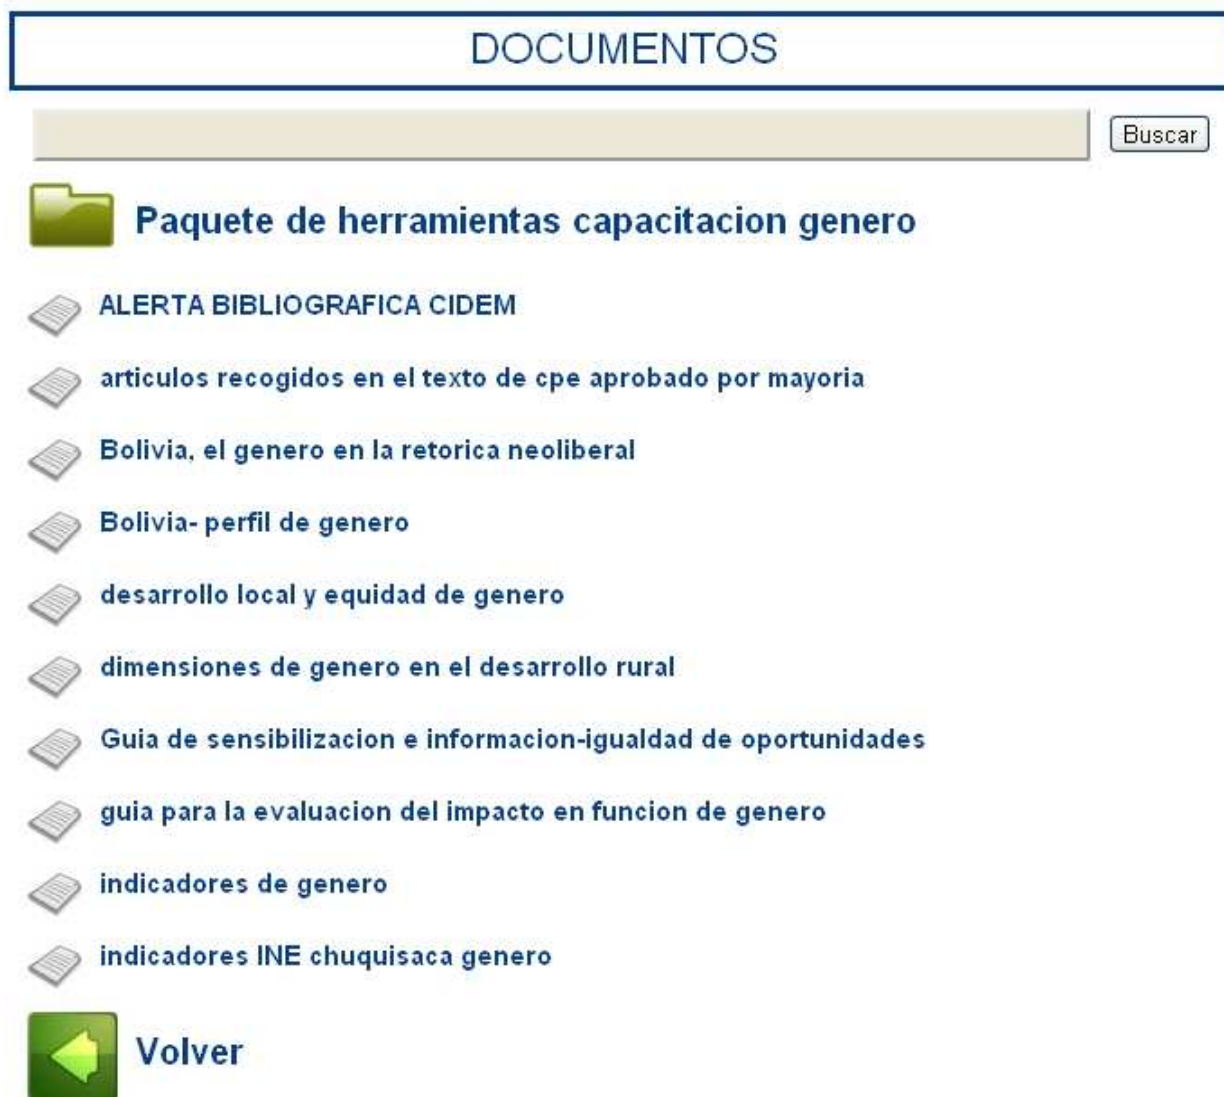 DOCUMENTOS
Buscar
Paquete de herramientas capacitacion genero
ALERTA BIBLIOGRAFICA CIDEM
articulos recogidos en el texto de cpe aprobado por mayoria
Bolivia, el genero en la retorica neoliberal
Bolivia- perfil de genero
desarrollo local y equidad de genero
dimensiones de genero en el desarrollo rural
Guia de sensibilizacion e informacion-igualdad de oportunidades
guia para la evaluacion del impacto en funcion de genero
indicadores de genero
indicadores INE chuquisaca genero
Volver